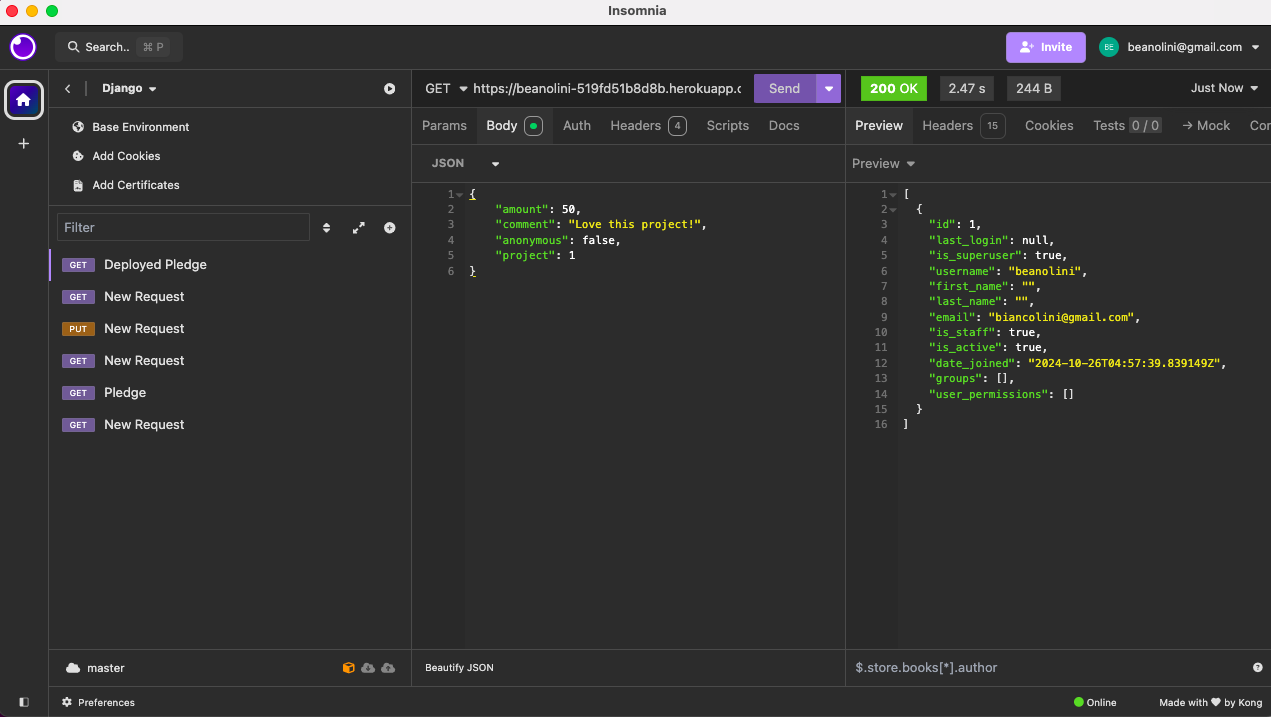 Insomnia
Search.. ⌘ P
Invite
BE beanolini@gmail.com
Django
Base Environment
Add Cookies
Add Certificates
Filter
GET Deployed Pledge
GET New Request
PUT New Request
GET New Request
GET Pledge
GET New Request
master
Preferences
GET https://beanolini-519fd51b8d8b.herokuapp.c Send
Params Body Auth Headers 4 Scripts Docs
JSON
1 {
2 "amount": 50,
3 "comment": "Love this project!",
4 "anonymous": false,
5 "project": 1
6 }
Beautify JSON
200 OK 2.47 s 244 B Just Now
Preview Headers 15 Cookies Tests 0 / 0 → Mock Cor
Preview
1 [
2 {
3 "id": 1,
4 "last_login": null,
5 "is_superuser": true,
6 "username": "beanolini",
7 "first_name": "",
8 "last_name": "",
9 "email": "biancolini@gmail.com",
10 "is_staff": true,
11 "is_active": true,
12 "date_joined": "2024-10-26T04:57:39.839149Z",
13 "groups": [],
14 "user_permissions": []
15 }
16 ]
$.store.books[*].author
Online
Made with ♥ by Kong